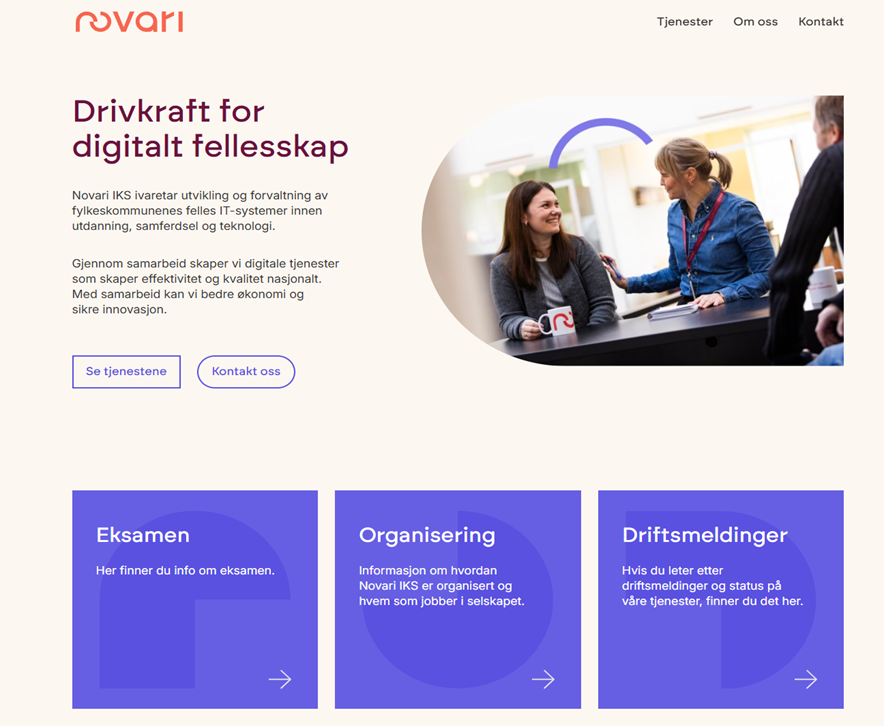 novari
Tjenester Om oss Kontakt
Drivkraft for
digitalt fellesskap
Novari IKS ivaretar utvikling og forvaltning av
fylkeskommunenes felles IT-systemer innen
utdanning, samferdsel og teknologi.
Gjennom samarbeid skaper vi digitale tjenester
som skaper effektivitet og kvalitet nasjonalt.
Med samarbeid kan vi bedre økonomi og
sikre innovasjon.
Se tjenestene
Kontakt oss
Eksamen
Her finner du info om eksamen.
Organisering
Informasjon om hvordan
Novari IKS er organisert og
hvem som jobber i selskapet.
Driftsmeldinger
Hvis du leter etter
driftsmeldinger og status på
våre tjenester, finner du det her.